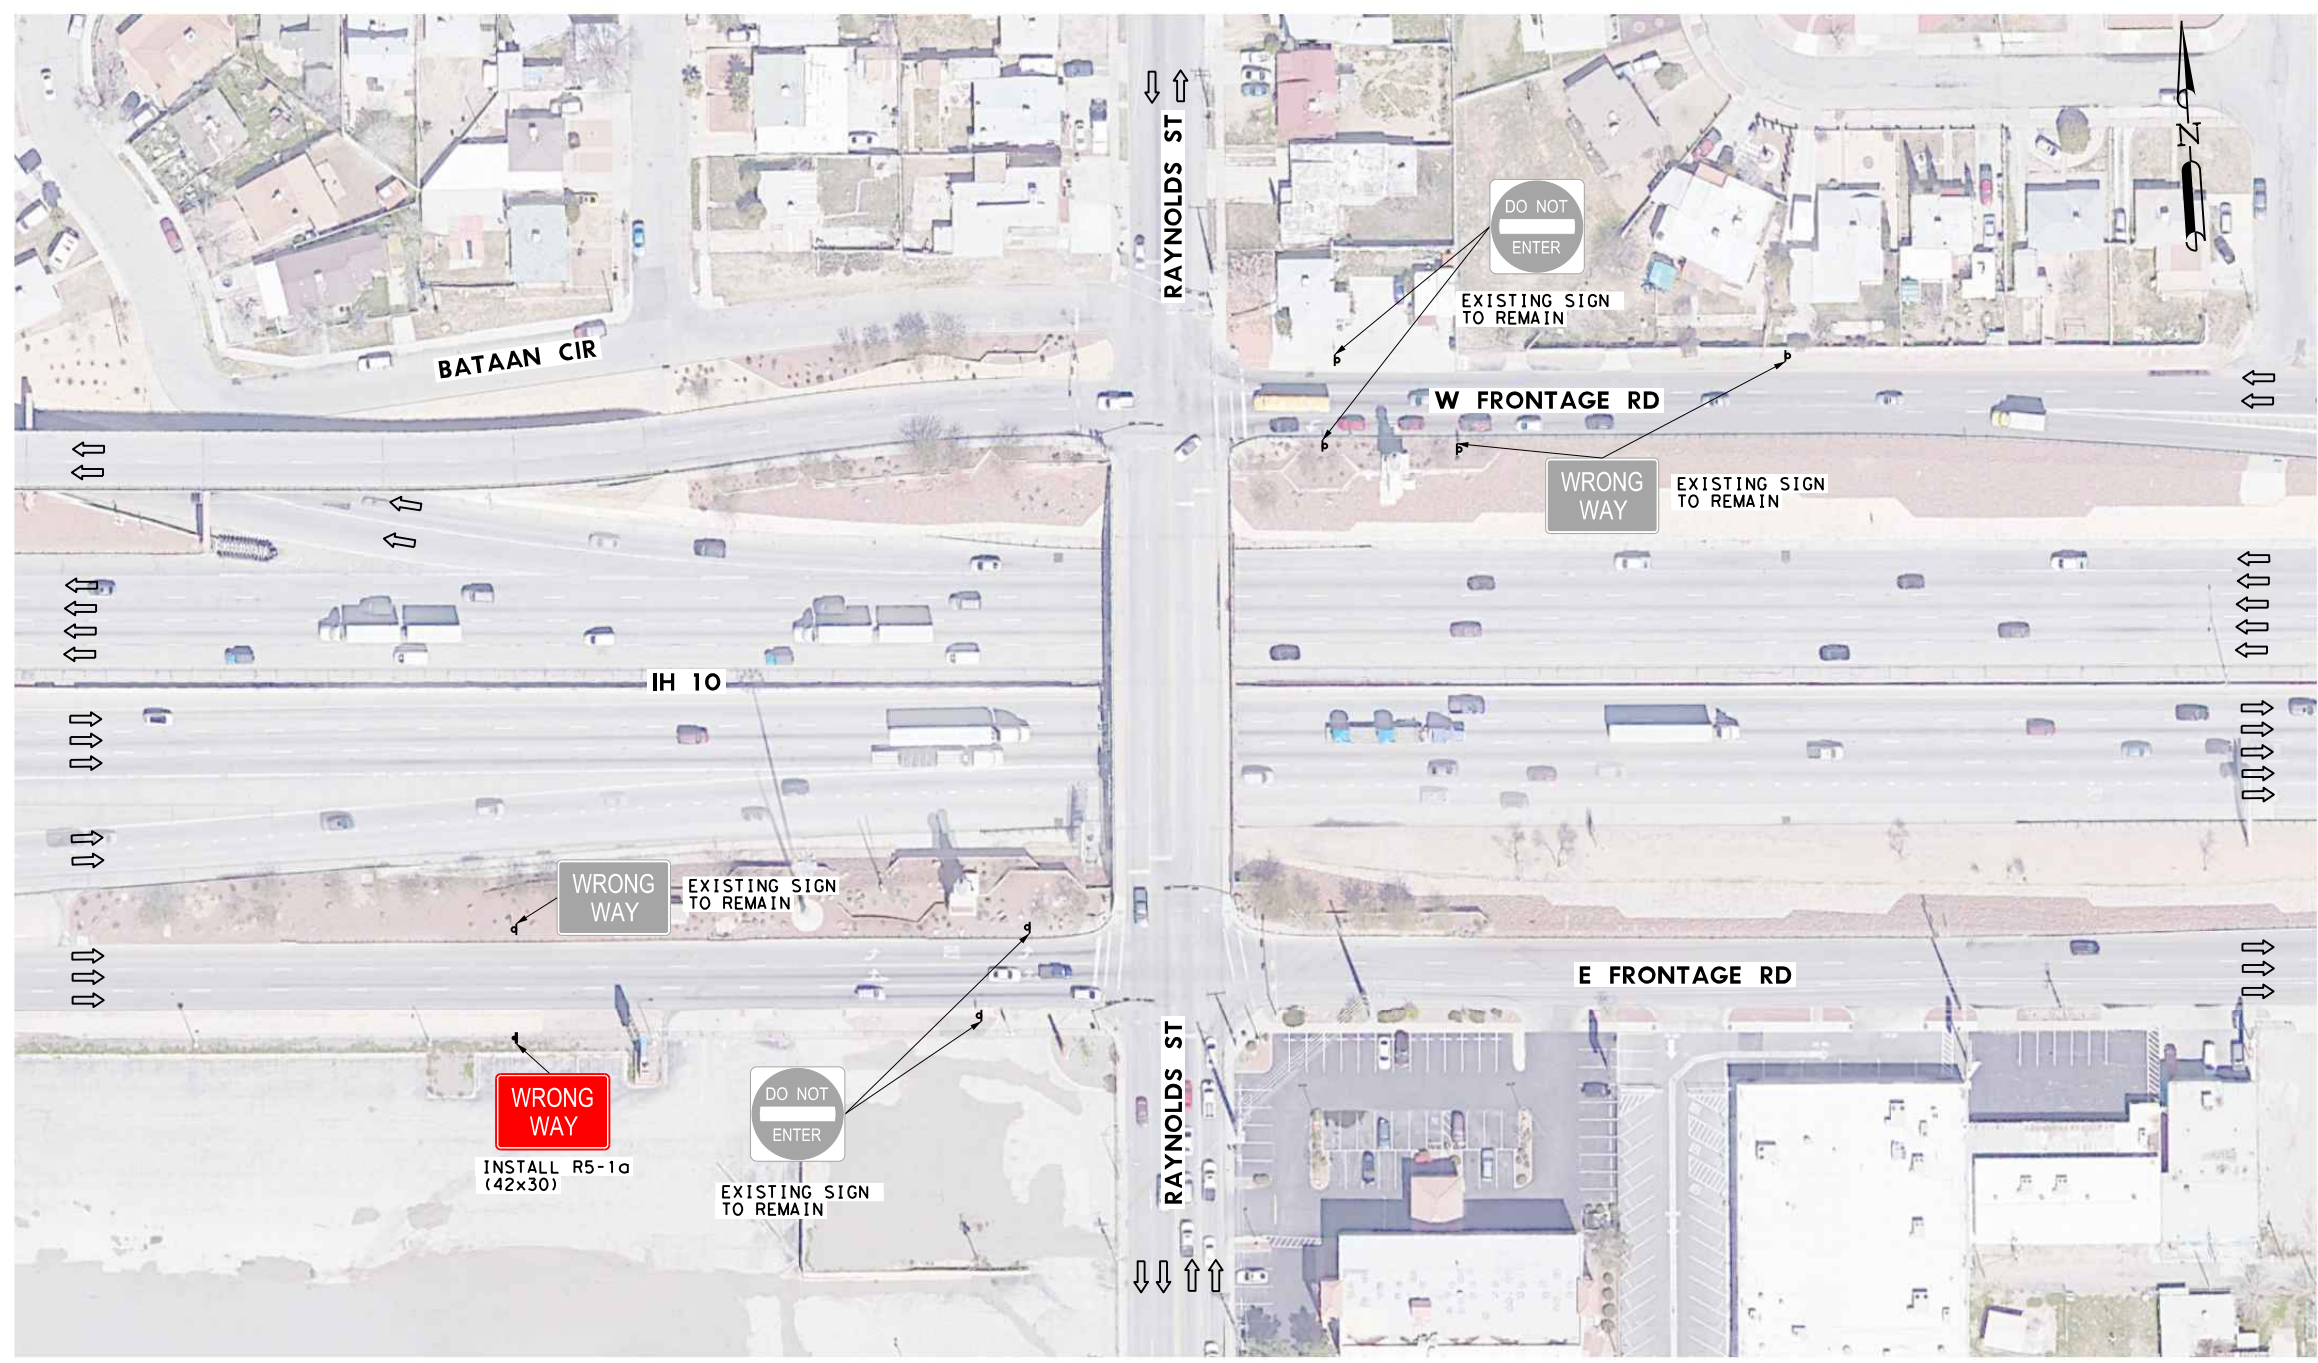 N
RAYNOLDS ST
DO NOT
ENTER
EXISTING SIGN
TO REMAIN
BATAAN CIR
W FRONTAGE RD
WRONG
WAY
EXISTING SIGN
TO REMAIN
IH 10
WRONG
WAY
EXISTING SIGN
TO REMAIN
E FRONTAGE RD
WRONG
WAY
INSTALL R5-1a
(42x30)
DO NOT
ENTER
EXISTING SIGN
TO REMAIN
RAYNOLDS ST